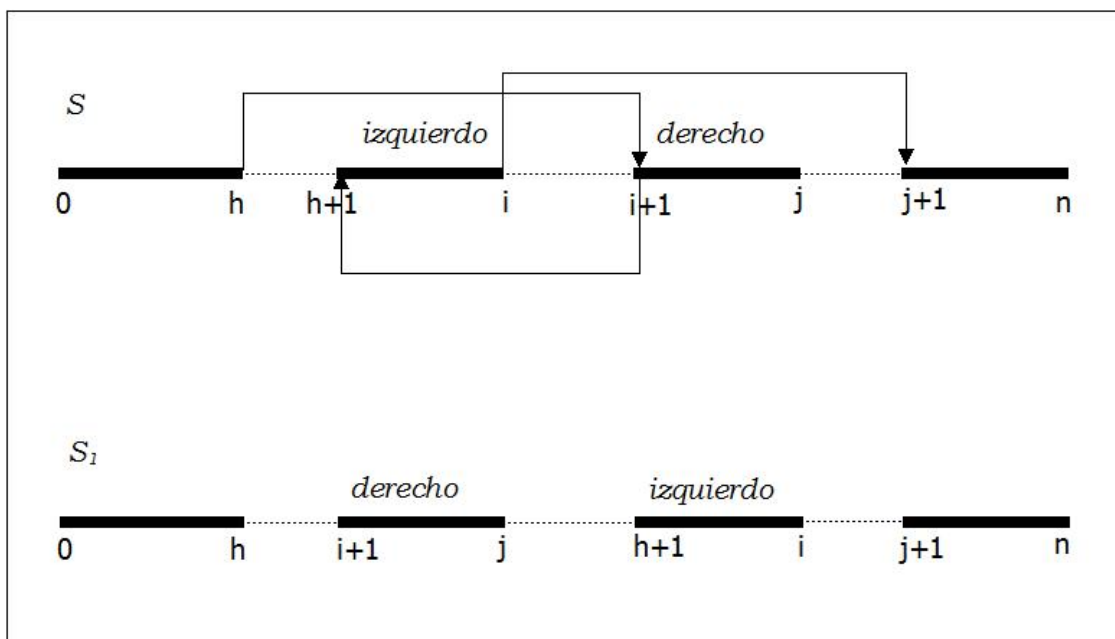 S
izquierdo derecho
0 h h+1 i i+1 j j+1 n
S₁
derecho izquierdo
0 h i+1 j h+1 i j+1 n